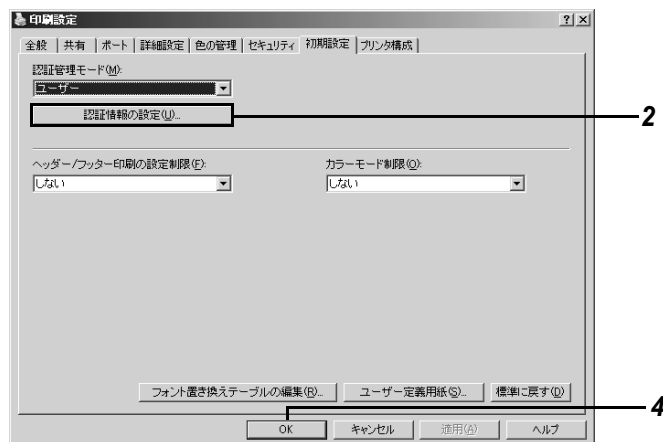 印刷設定
全般 共有 ポート 詳細設定 色の管理 セキュリティ 初期設定 プリンタ構成
認証管理モード(M):
ユーザー
認証情報の設定(U)...
2
ヘッダー/フッター印刷の設定制限(F):
カラーモード制限(O):
しない
しない
フォント置き換えテーブルの編集(R)...
ユーザー定義用紙(S)...
標準に戻す(D)
4
OK
キャンセル
適用(A)
ヘルプ